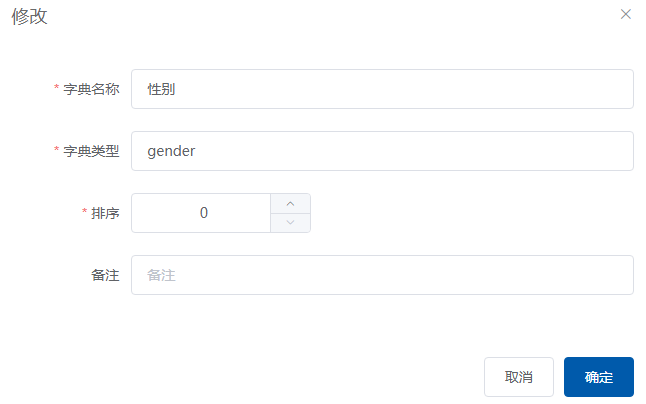 修改
* 字典名称 性别
* 字典类型 gender
* 排序 0
备注 备注
取消 确定